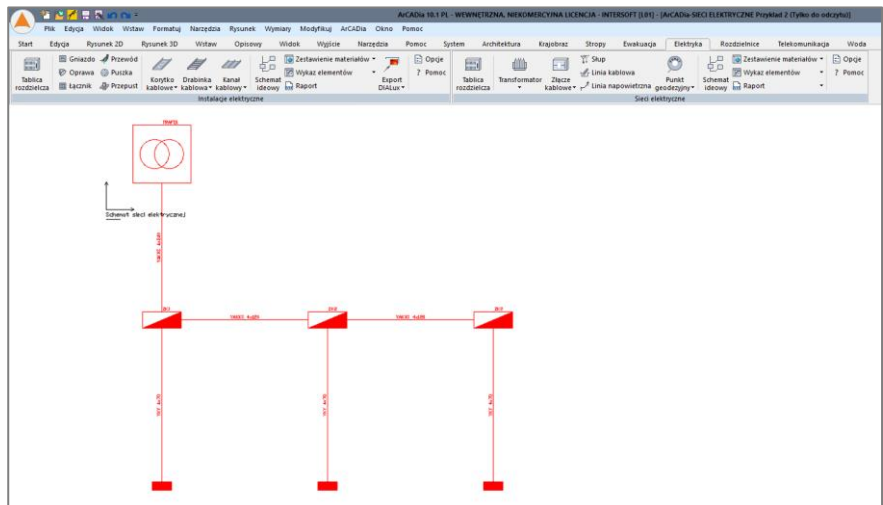 ArCADia 10.1 PL - WEWNĘTRZNA, NIEKOMERCYJNA LICENCJA - INTERSOFT [L01] - [ArCADia-SIECI ELEKTRYCZNE Przykład 2 (Tylko do odczytu)]
Plik Edycja Widok Wstaw Formatuj Narzędzia Rysunek Wymiary Modyfikuj ArCADia Okno Pomoc
Start Edycja Rysunek 2D Rysunek 3D Wstaw Opisowy Widok Wyjście Narzędzia Pomoc System Architektura Krajobraz Stropy Ewakuacja Elektryka Rozdzielnice Telekomunikacja Woda
Gniazdo Przewód Zestawienie materiałów Opcje Słup Zestawienie materiałów Opcje
Oprawa Puszka Wykaz elementów ? Pomoc Linia kablowa Wykaz elementów ? Pomoc
Łącznik Przepust Raport Linia napowietrzna Raport
Tablica rozdzielcza Korytko kablowe Drabinka kablowa Kanał kablowy Schemat ideowy Export DIALux Tablica rozdzielcza Transformator Złącze kablowe Punkt geodezyjny Schemat ideowy
Instalacje elektryczne Sieci elektryczne
Schemat sieci elektrycznej